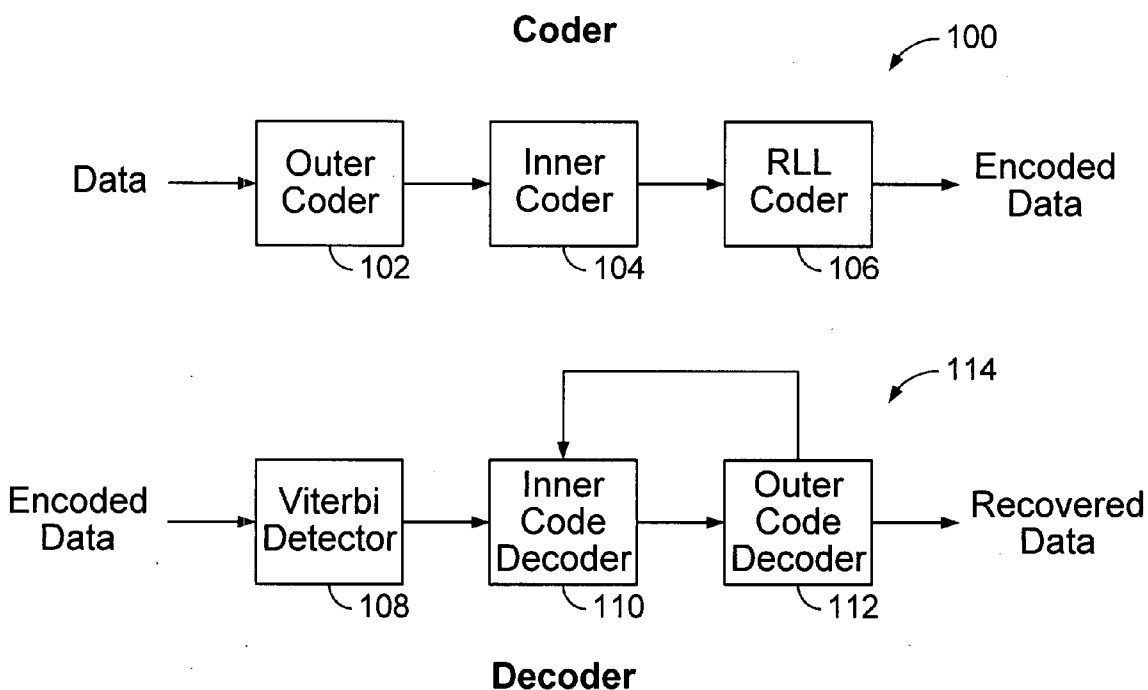 Coder
100
Data
Outer
Coder
102
Inner
Coder
104
RLL
Coder
106
Encoded
Data
114
Encoded
Data
Viterbi
Detector
108
Inner
Code
Decoder
110
Outer
Code
Decoder
112
Recovered
Data
Decoder